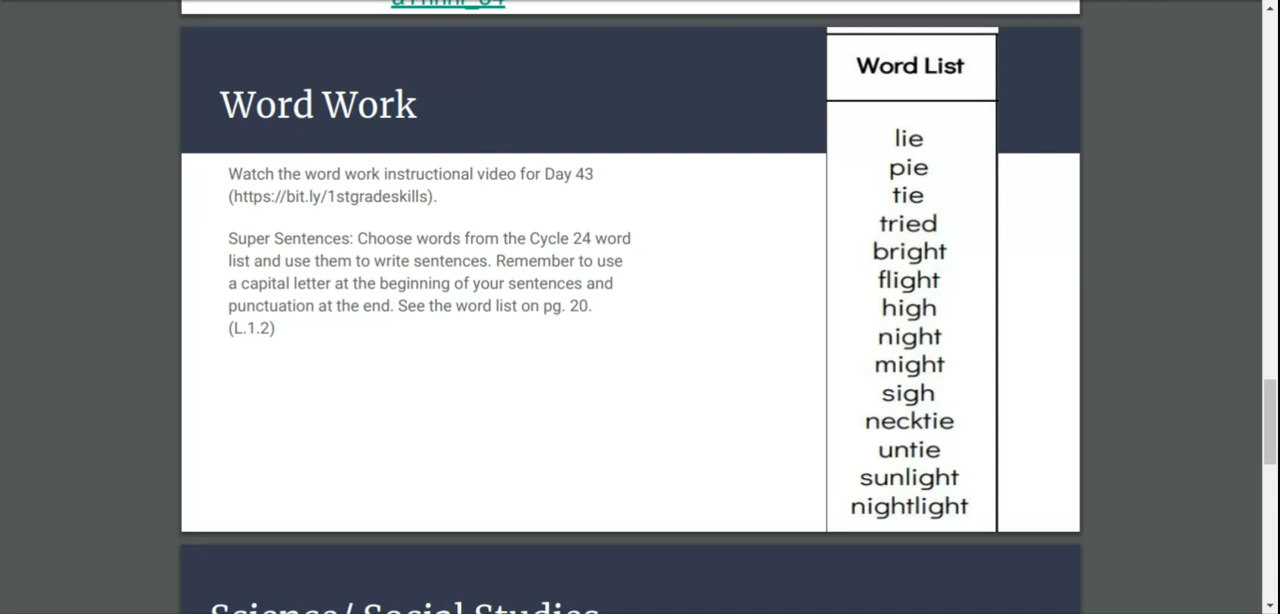 Word Work
Watch the word work instructional video for Day 43
(https://bit.ly/1stgradeskills).
Super Sentences: Choose words from the Cycle 24 word
list and use them to write sentences. Remember to use
a capital letter at the beginning of your sentences and
punctuation at the end. See the word list on pg. 20.
(L.1.2)
Word List
lie
pie
tie
tried
bright
flight
high
night
might
sigh
necktie
untie
sunlight
nightlight
Science/ Social Studies